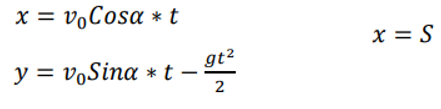 x = v₀Cosα * t
x = S
y = v₀Sinα * t − gt²/2